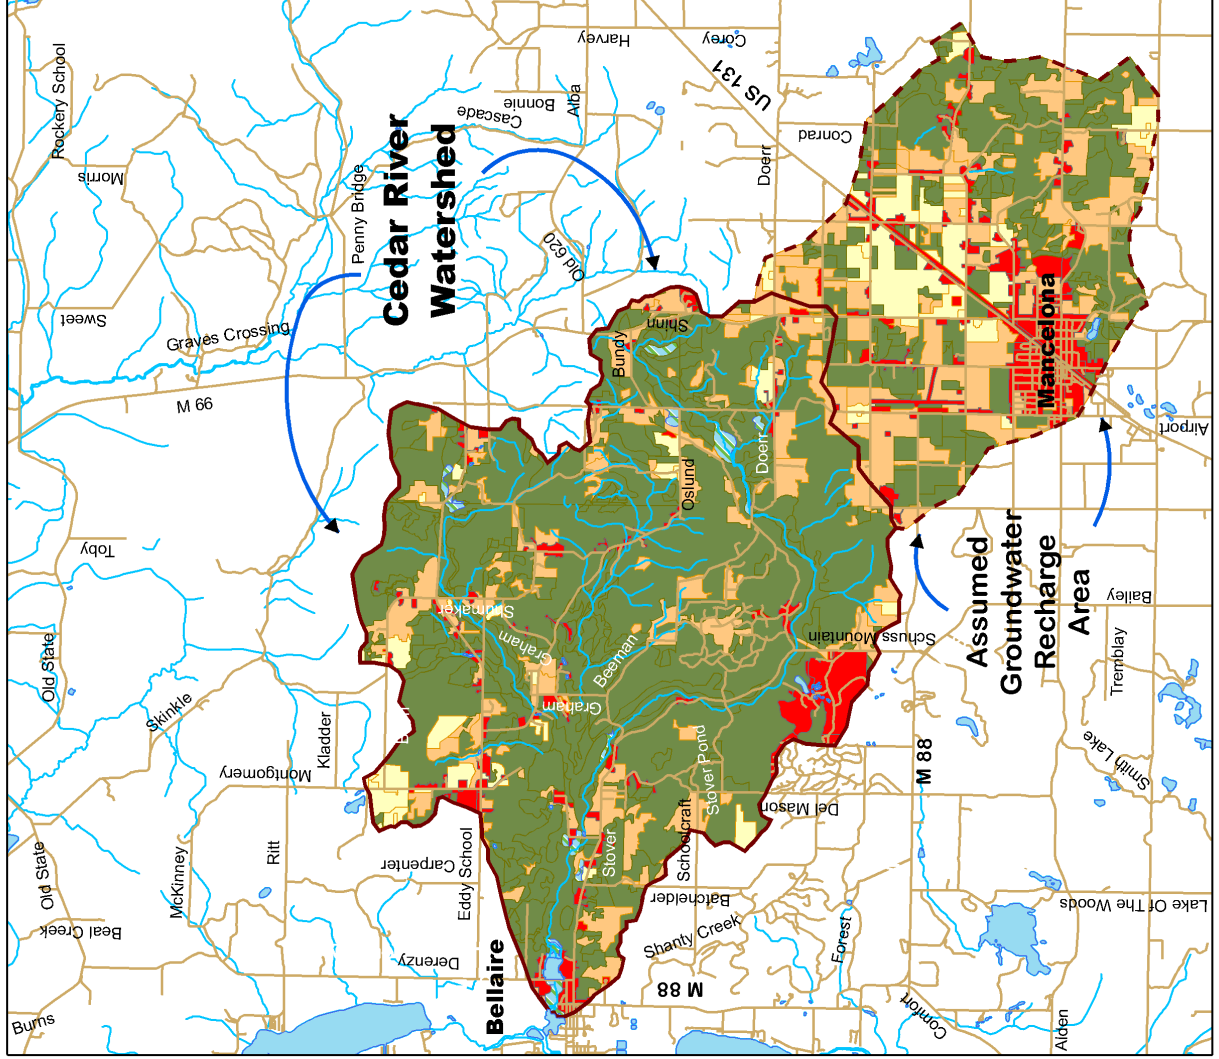 Rockery School
Morris
Sweet
Graves Crossing
M 66
Penny Bridge
Cascade
Bonnie
Alba
Harvey
Corey
US 131
Conrad
Doerr
Old 620
Cedar River
Watershed
Shinn
Bundy
Mancelona
Airport
Doerr
Oslund
Toby
Old State
Skinkle
Kladder
Montgomery
Skumaker
Graham
Graham
Beeman
Schuss Mountain
Assumed
Groundwater
Recharge
Area
Bailey
Tremblay
Smith Lake
M 88
Del Mason
Stover Pond
Schoolcraft
Stover
Batchelder
Shanty Creek
Forest
Lake Of The Woods
Comfort
Alden
M 88
Bellaire
Eddy School
Carpenter
Derenzy
Ritt
McKinney
Old State
Beal Creek
Burns